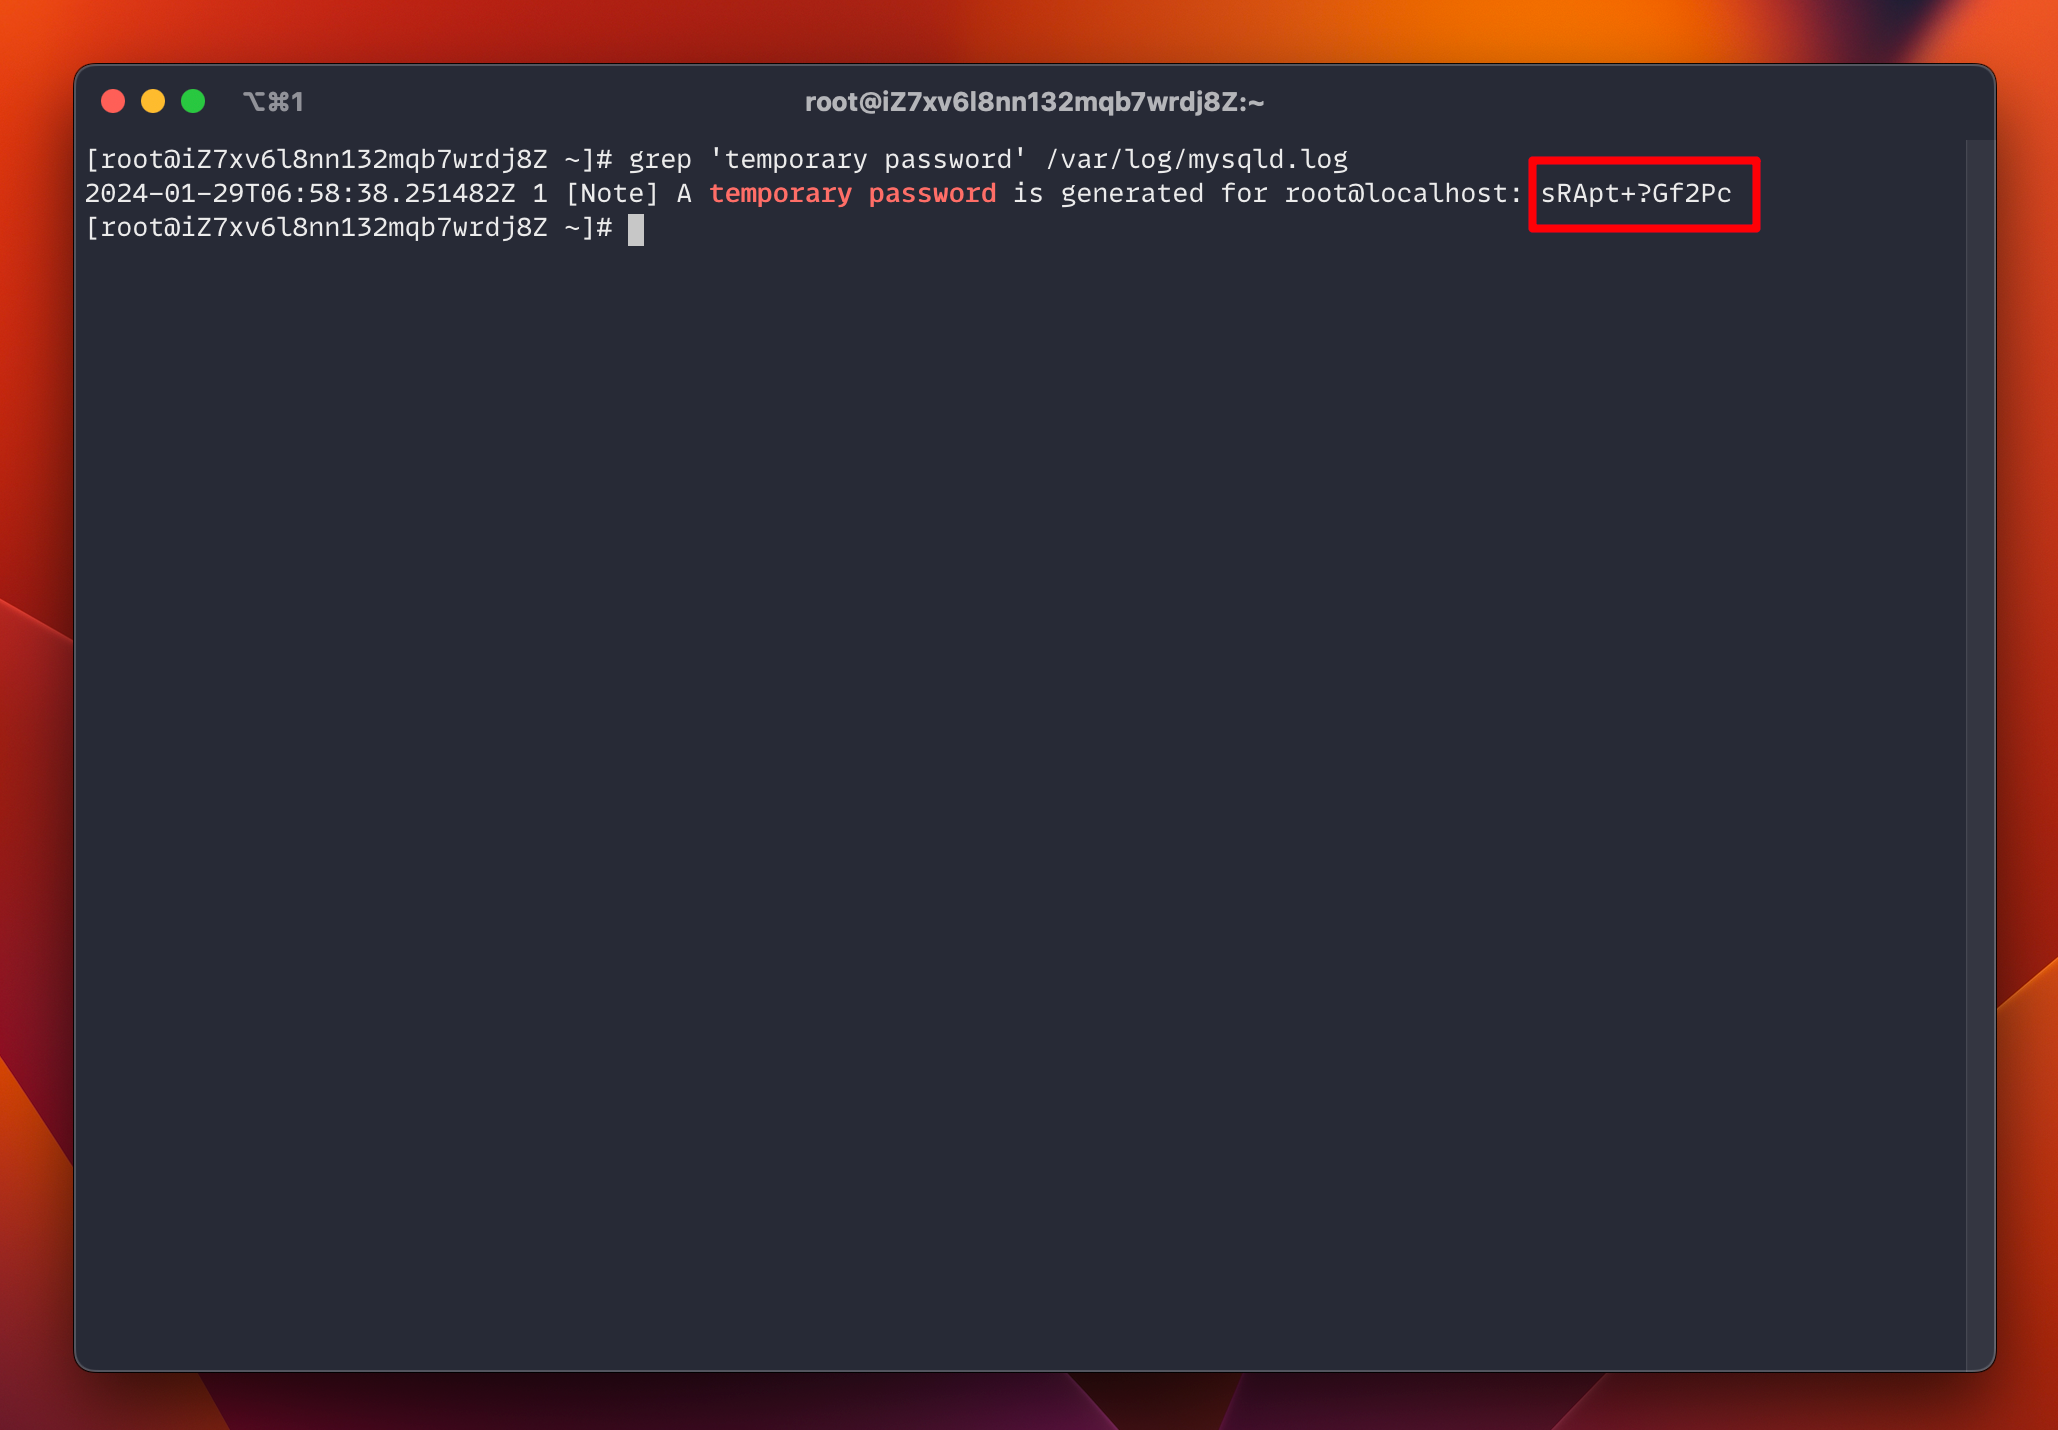 ⌥⌘1
root@iZ7xv6l8nn132mqb7wrdj8Z:~
[root@iZ7xv6l8nn132mqb7wrdj8Z ~]# grep 'temporary password' /var/log/mysqld.log
2024-01-29T06:58:38.251482Z 1 [Note] A temporary password is generated for root@localhost: sRApt+?Gf2Pc
[root@iZ7xv6l8nn132mqb7wrdj8Z ~]#